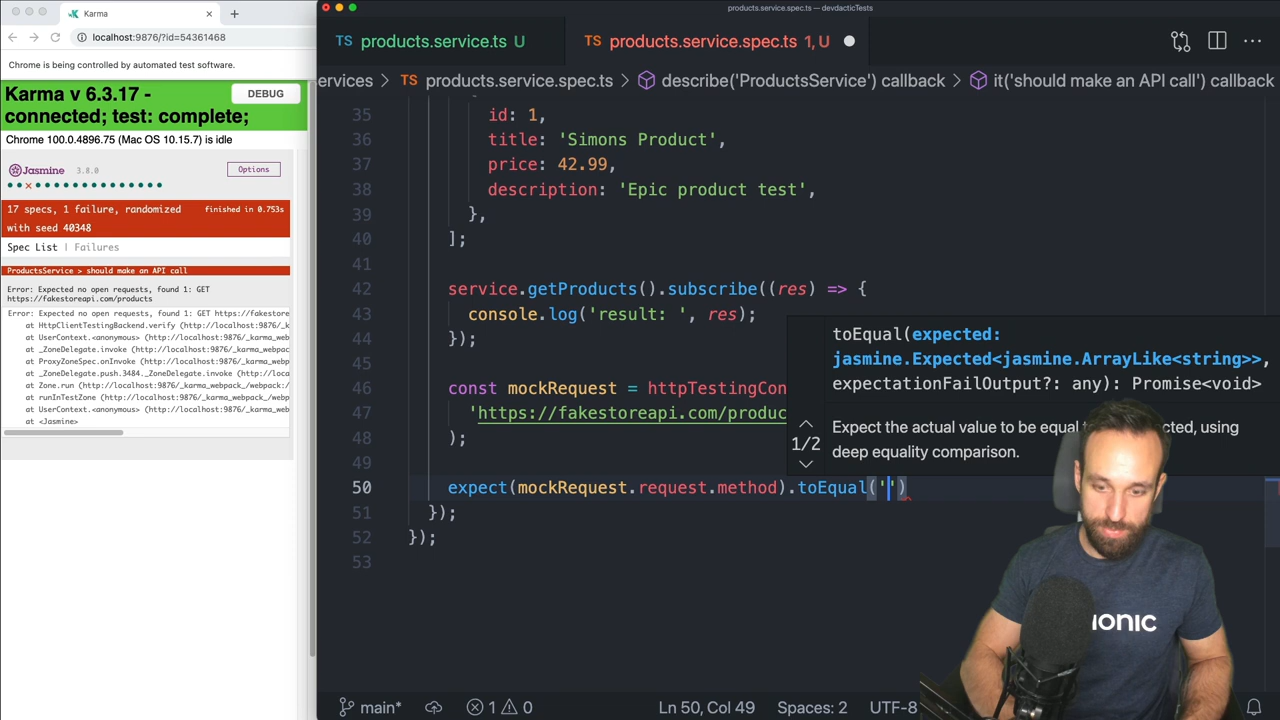 Karma
localhost:9876/?id=54361468
Chrome is being controlled by automated test software.
Karma v 6.3.17 -
connected; test: complete;
DEBUG
Chrome 100.0.4896.75 (Mac OS 10.15.7) is idle
Jasmine 3.8.0
Options
17 specs, 1 failure, randomized
with seed 40348
finished in 0.753s
Spec List | Failures
ProductsService > should make an API call
Error: Expected no open requests, found 1: GET
https://fakestoreapi.com/products
Error: Expected no open requests, found 1: GET https://fakestore
at HttpClientTestingBackend.verify (http://localhost:9876/_k
at UserContext.<anonymous> (http://localhost:9876/_karma_web
at _ZoneDelegate.invoke (http://localhost:9876/_karma_webpac
at ProxyZoneSpec.onInvoke (http://localhost:9876/_karma_webp
at _ZoneDelegate.push.3484._ZoneDelegate.invoke (http://loca
at Zone.run (http://localhost:9876/_karma_webpack_/webpack:/
at runInTestZone (http://localhost:9876/_karma_webpack_/webp
at UserContext.<anonymous> (http://localhost:9876/_karma_web
at <Jasmine>
products.service.spec.ts — devdacticTests
TS products.service.ts U
TS products.service.spec.ts 1, U
ervices > TS products.service.spec.ts > describe('ProductsService') callback > it('should make an API call') callback
35 id: 1,
36 title: 'Simons Product',
37 price: 42.99,
38 description: 'Epic product test',
39 },
40 ];
41
42 service.getProducts().subscribe((res) => {
43 console.log('result: ', res);
44 });
45
46 const mockRequest = httpTestingCon
47 'https://fakestoreapi.com/produc
48 );
49
50 expect(mockRequest.request.method).toEqual('')
51 });
52 });
53
toEqual(expected:
jasmine.Expected<jasmine.ArrayLike<string>>,
expectationFailOutput?: any): Promise<void>
1/2
Expect the actual value to be equal t
cted, using
deep equality comparison.
ionic
main*
1 0
Ln 50, Col 49
Spaces: 2
UTF-8